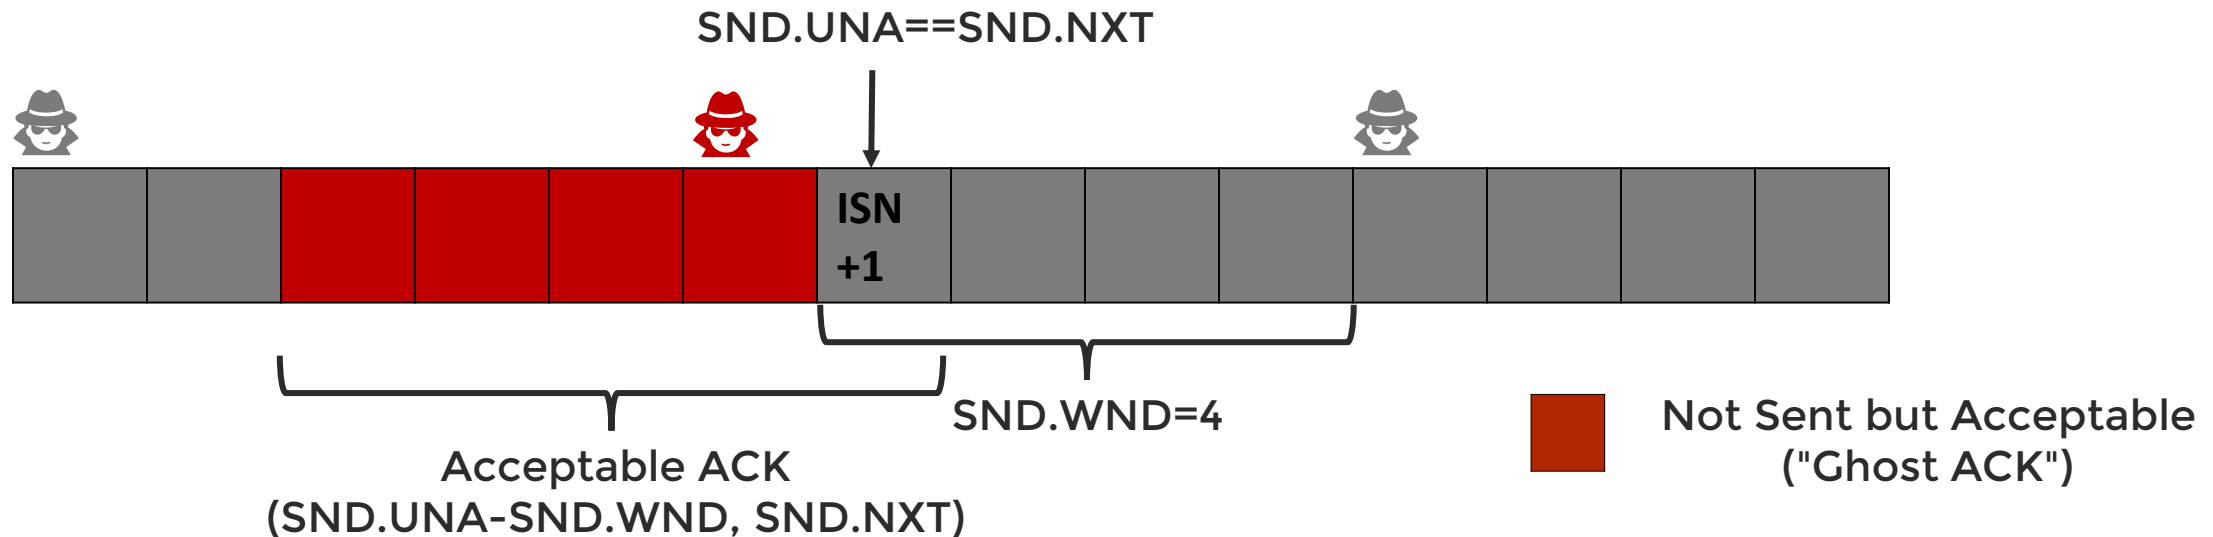 SND.UNA==SND.NXT
ISN
+1
SND.WND=4
Acceptable ACK
(SND.UNA-SND.WND, SND.NXT)
Not Sent but Acceptable
("Ghost ACK")